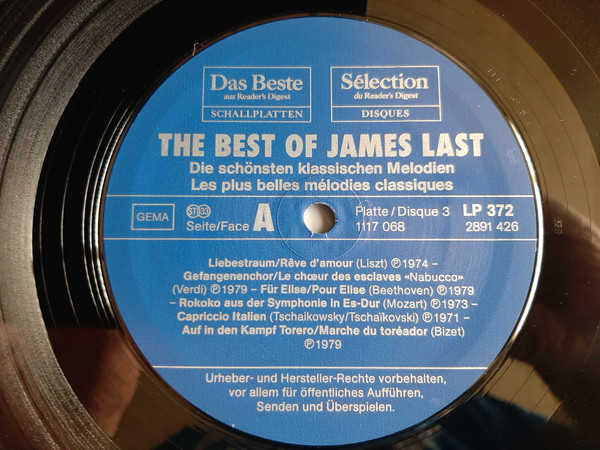 Das Beste
aus Reader's Digest
SCHALLPLATTEN
Sélection
du Reader's Digest
DISQUES
THE BEST OF JAMES LAST
Die schönsten klassischen Melodien
Les plus belles mélodies classiques
GEMA
ST 33
Seite/Face A
Platte/Disque 3
1117 068
LP 372
2891 426
Liebestraum/Rêve d'amour (Liszt) ℗ 1974 –
Gefangenenchor/Le chœur des esclaves «Nabucco»
(Verdi) ℗ 1979 – Für Elise/Pour Elise (Beethoven) ℗ 1979
– Rokoko aus der Symphonie in Es-Dur (Mozart) ℗ 1973 –
Capriccio Italien (Tschaikowsky/Tschaïkovski) ℗ 1971 –
Auf in den Kampf Torero/Marche du toréador (Bizet)
℗ 1979
Urheber- und Hersteller-Rechte vorbehalten,
vor allem für öffentliches Aufführen,
Senden und Überspielen.